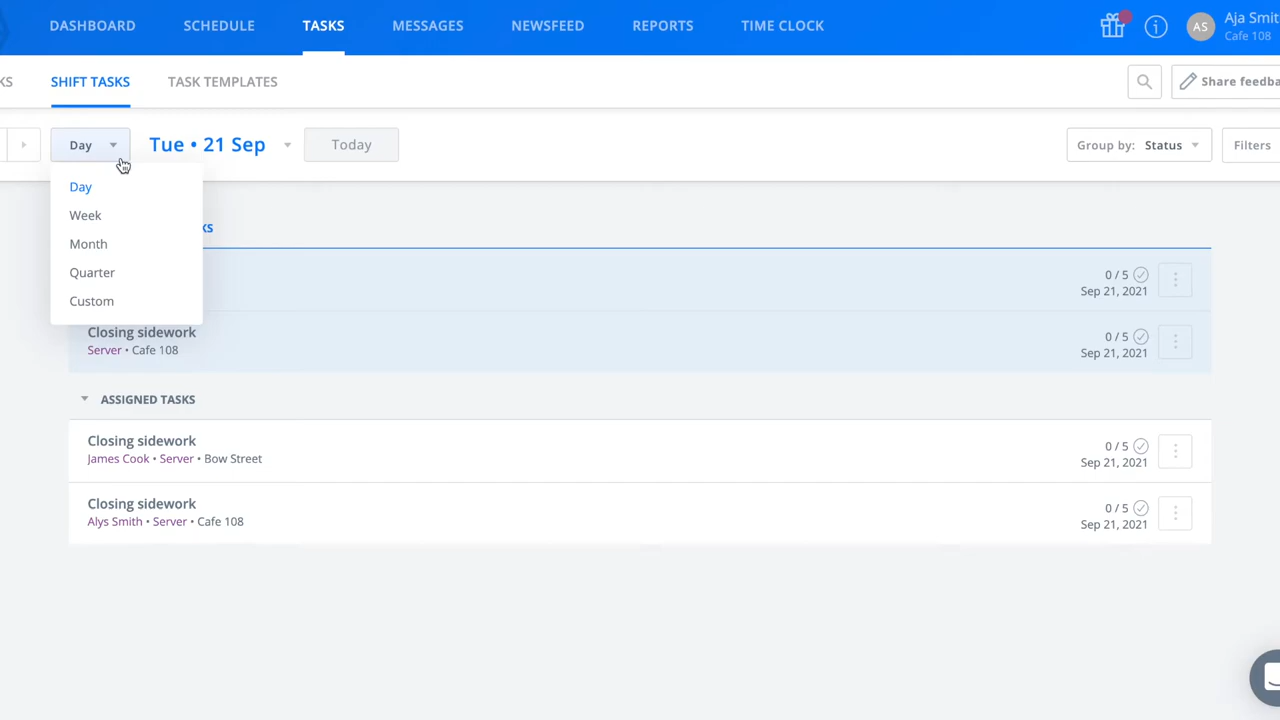 DASHBOARD SCHEDULE TASKS MESSAGES NEWSFEED REPORTS TIME CLOCK
AS
Aja Smit
Cafe 108
KS SHIFT TASKS TASK TEMPLATES
Share feedba
Day
Tue • 21 Sep
Today
Group by: Status
Filters
Day
Week
Month
Quarter
Custom
KS
0 / 5
Sep 21, 2021
Closing sidework
Server • Cafe 108
0 / 5
Sep 21, 2021
ASSIGNED TASKS
Closing sidework
James Cook • Server • Bow Street
0 / 5
Sep 21, 2021
Closing sidework
Alys Smith • Server • Cafe 108
0 / 5
Sep 21, 2021